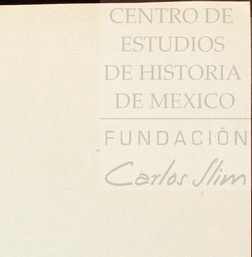 CENTRO DE
ESTUDIOS
DE HISTORIA
DE MEXICO
FUNDACIÓN
Carlos Slim